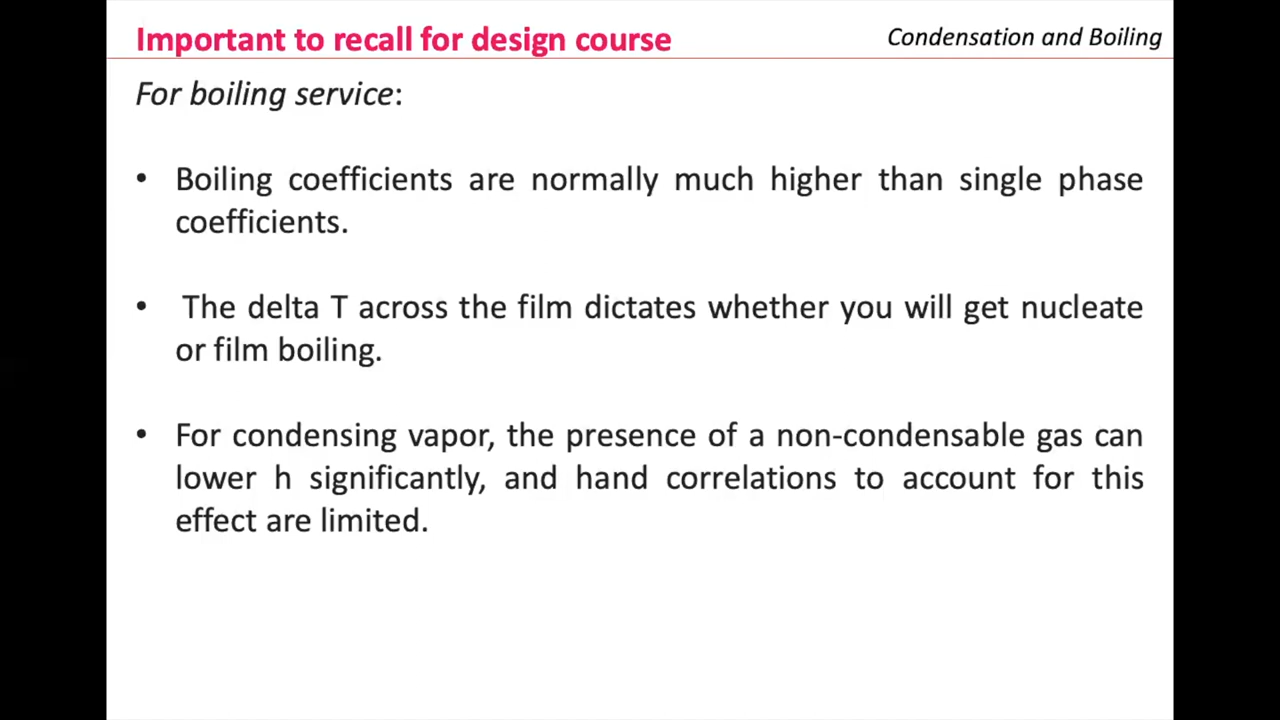 Important to recall for design course
Condensation and Boiling
For boiling service:
• Boiling coefficients are normally much higher than single phase
coefficients.
• The delta T across the film dictates whether you will get nucleate
or film boiling.
• For condensing vapor, the presence of a non-condensable gas can
lower h significantly, and hand correlations to account for this
effect are limited.